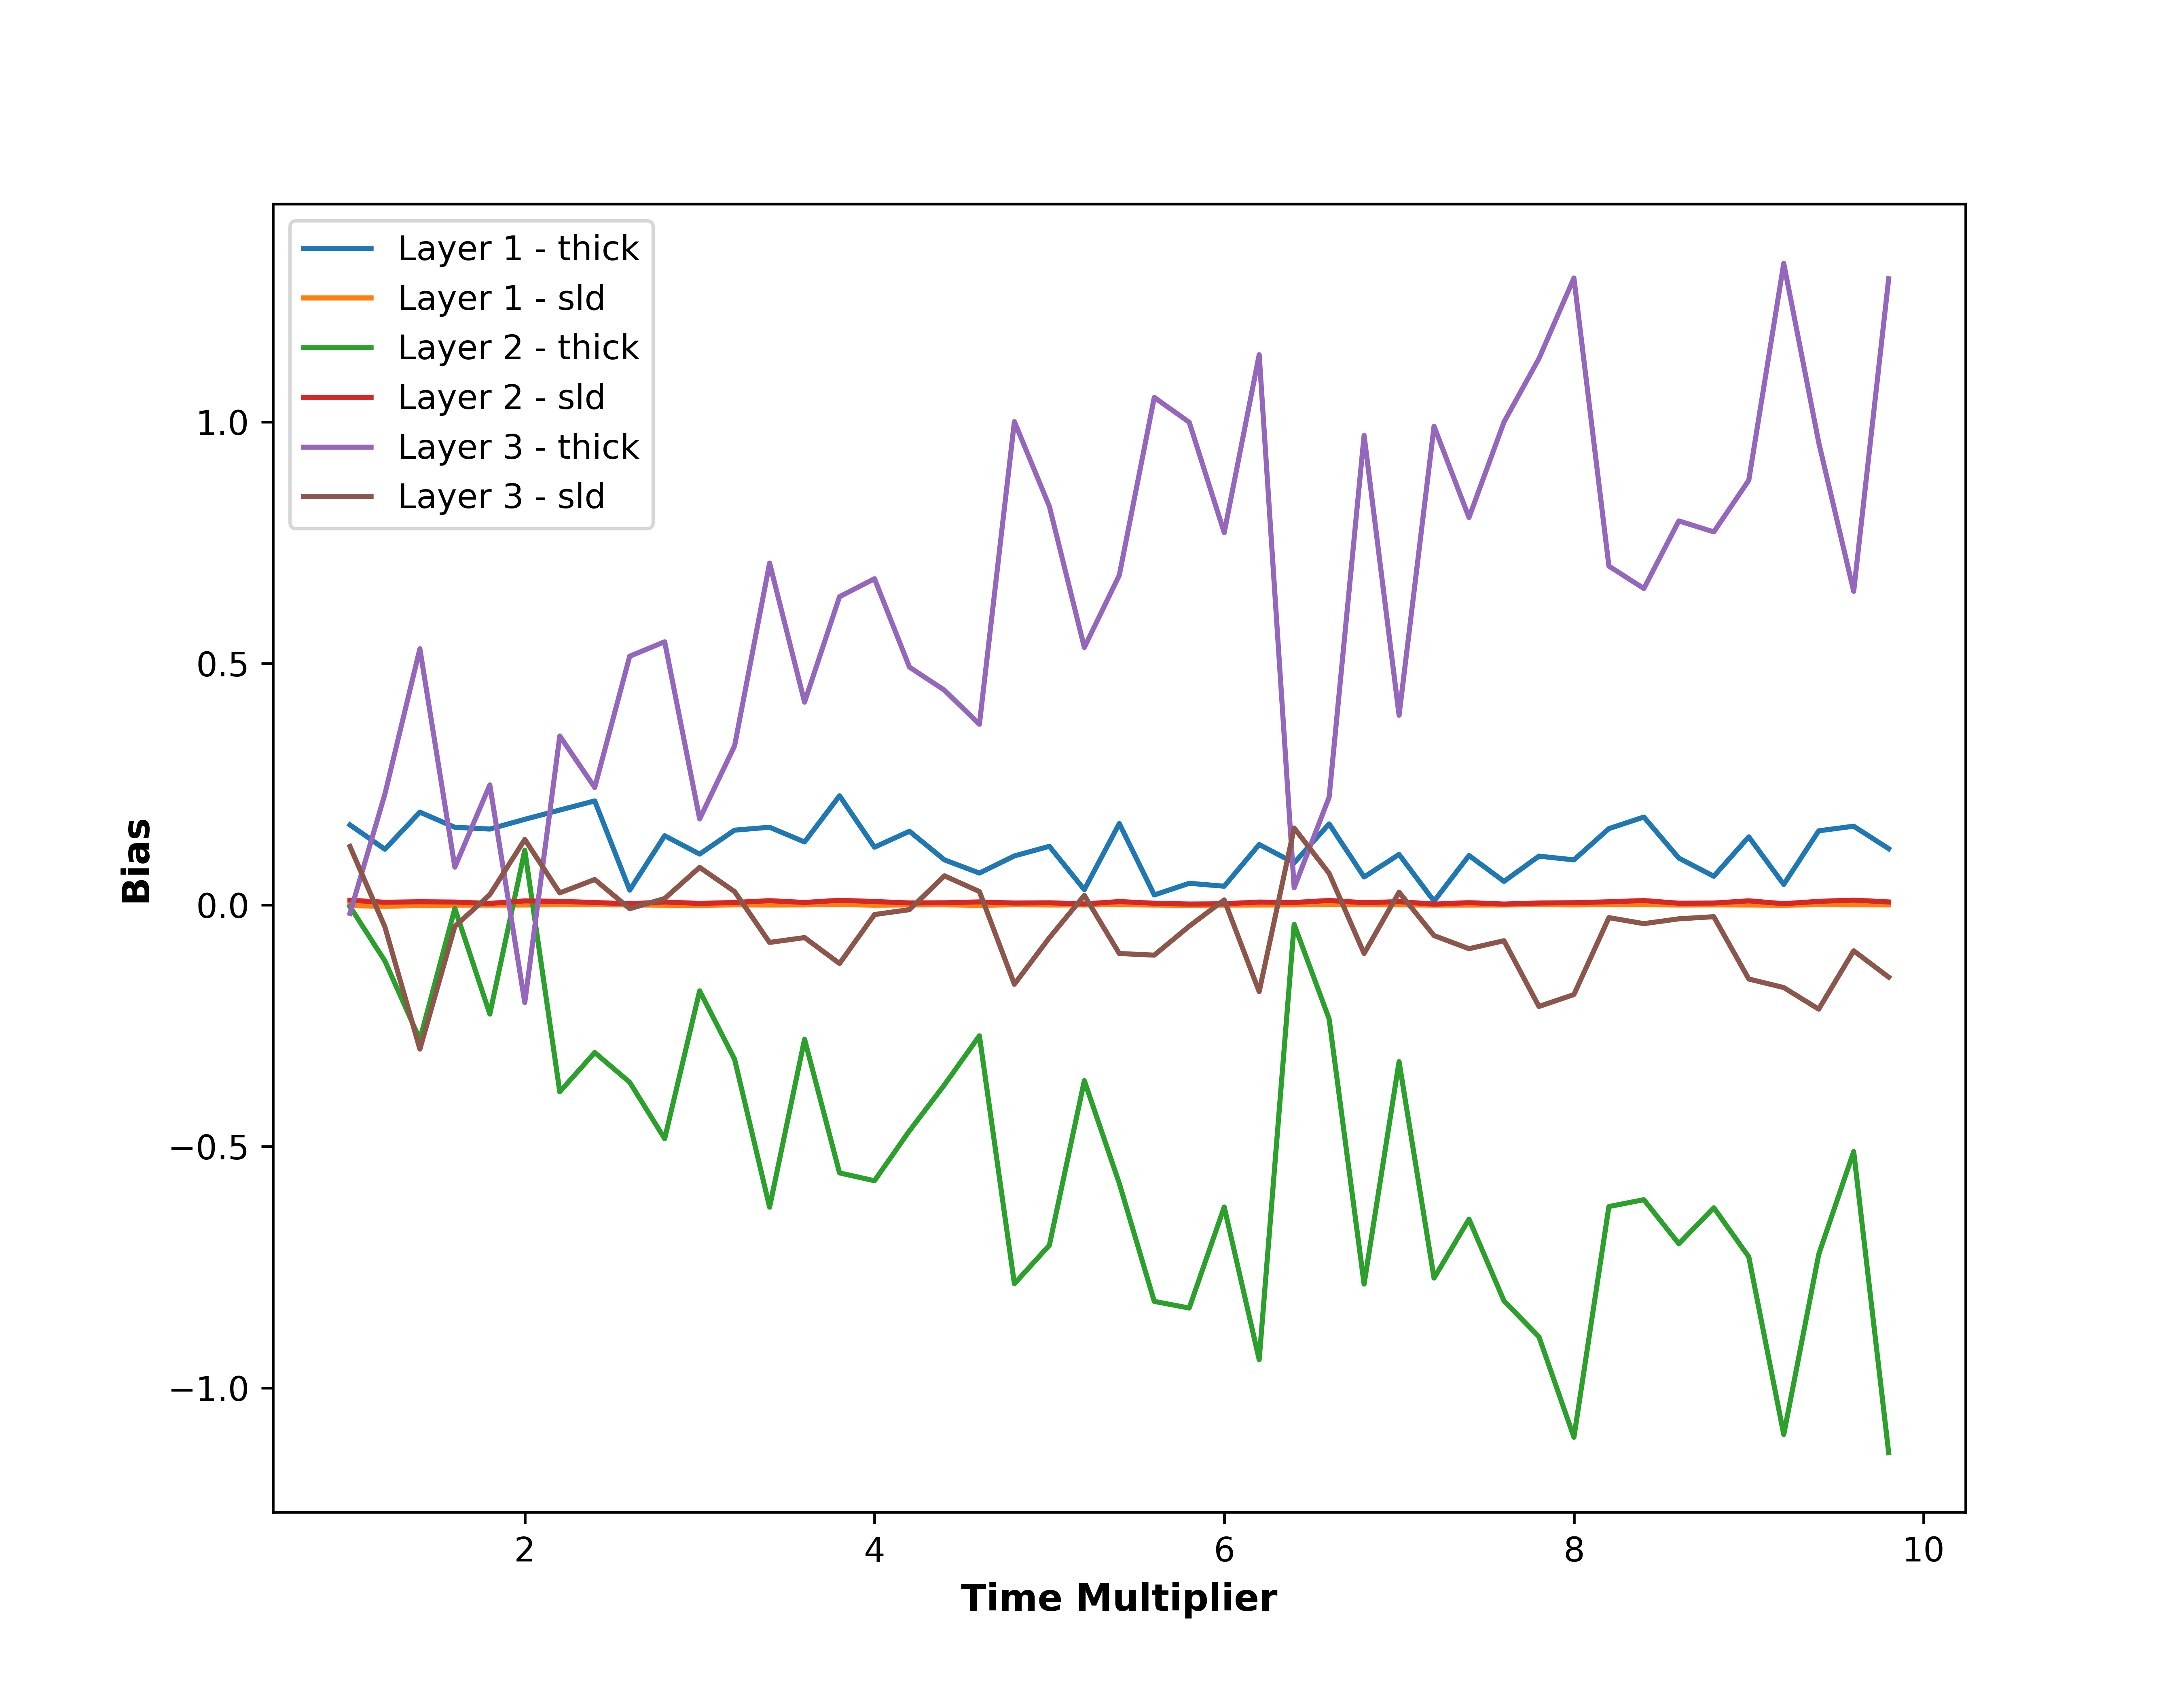 Layer 1 - thick
Layer 1 - sld
Layer 2 - thick
Layer 2 - sld
Layer 3 - thick
Layer 3 - sld
1.0
0.5
0.0
−0.5
−1.0
Bias
2 4 6 8 10
Time Multiplier